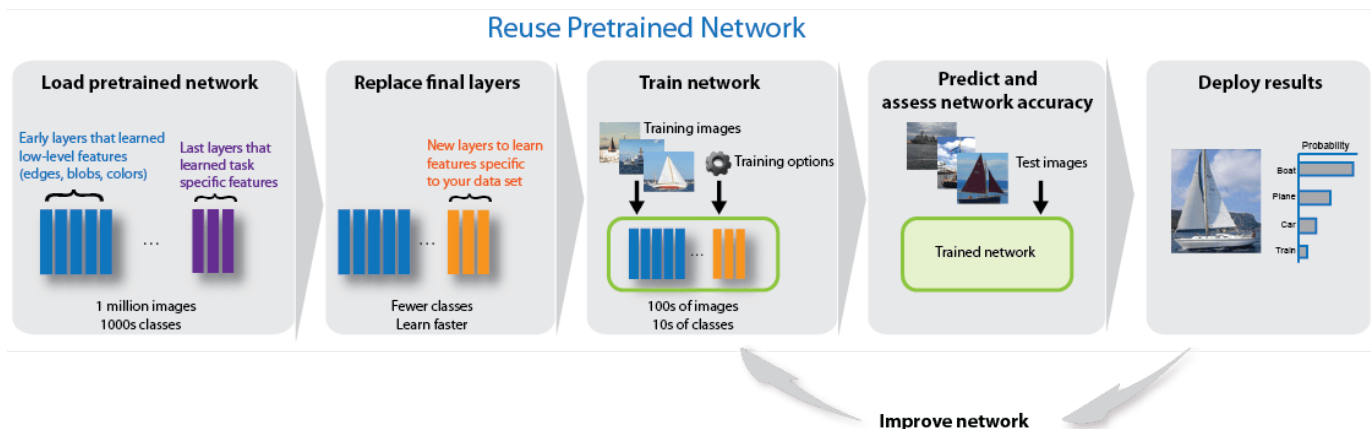 Reuse Pretrained Network
Load pretrained network
Early layers that learned
low-level features
(edges, blobs, colors)
Last layers that
learned task
specific features
...
1 million images
1000s classes
Replace final layers
New layers to learn
features specific
to your data set
...
Fewer classes
Learn faster
Train network
Training images
Training options
...
100s of images
10s of classes
Predict and
assess network accuracy
Test images
Trained network
Deploy results
Probability
Boat
Plane
Car
Train
Improve network